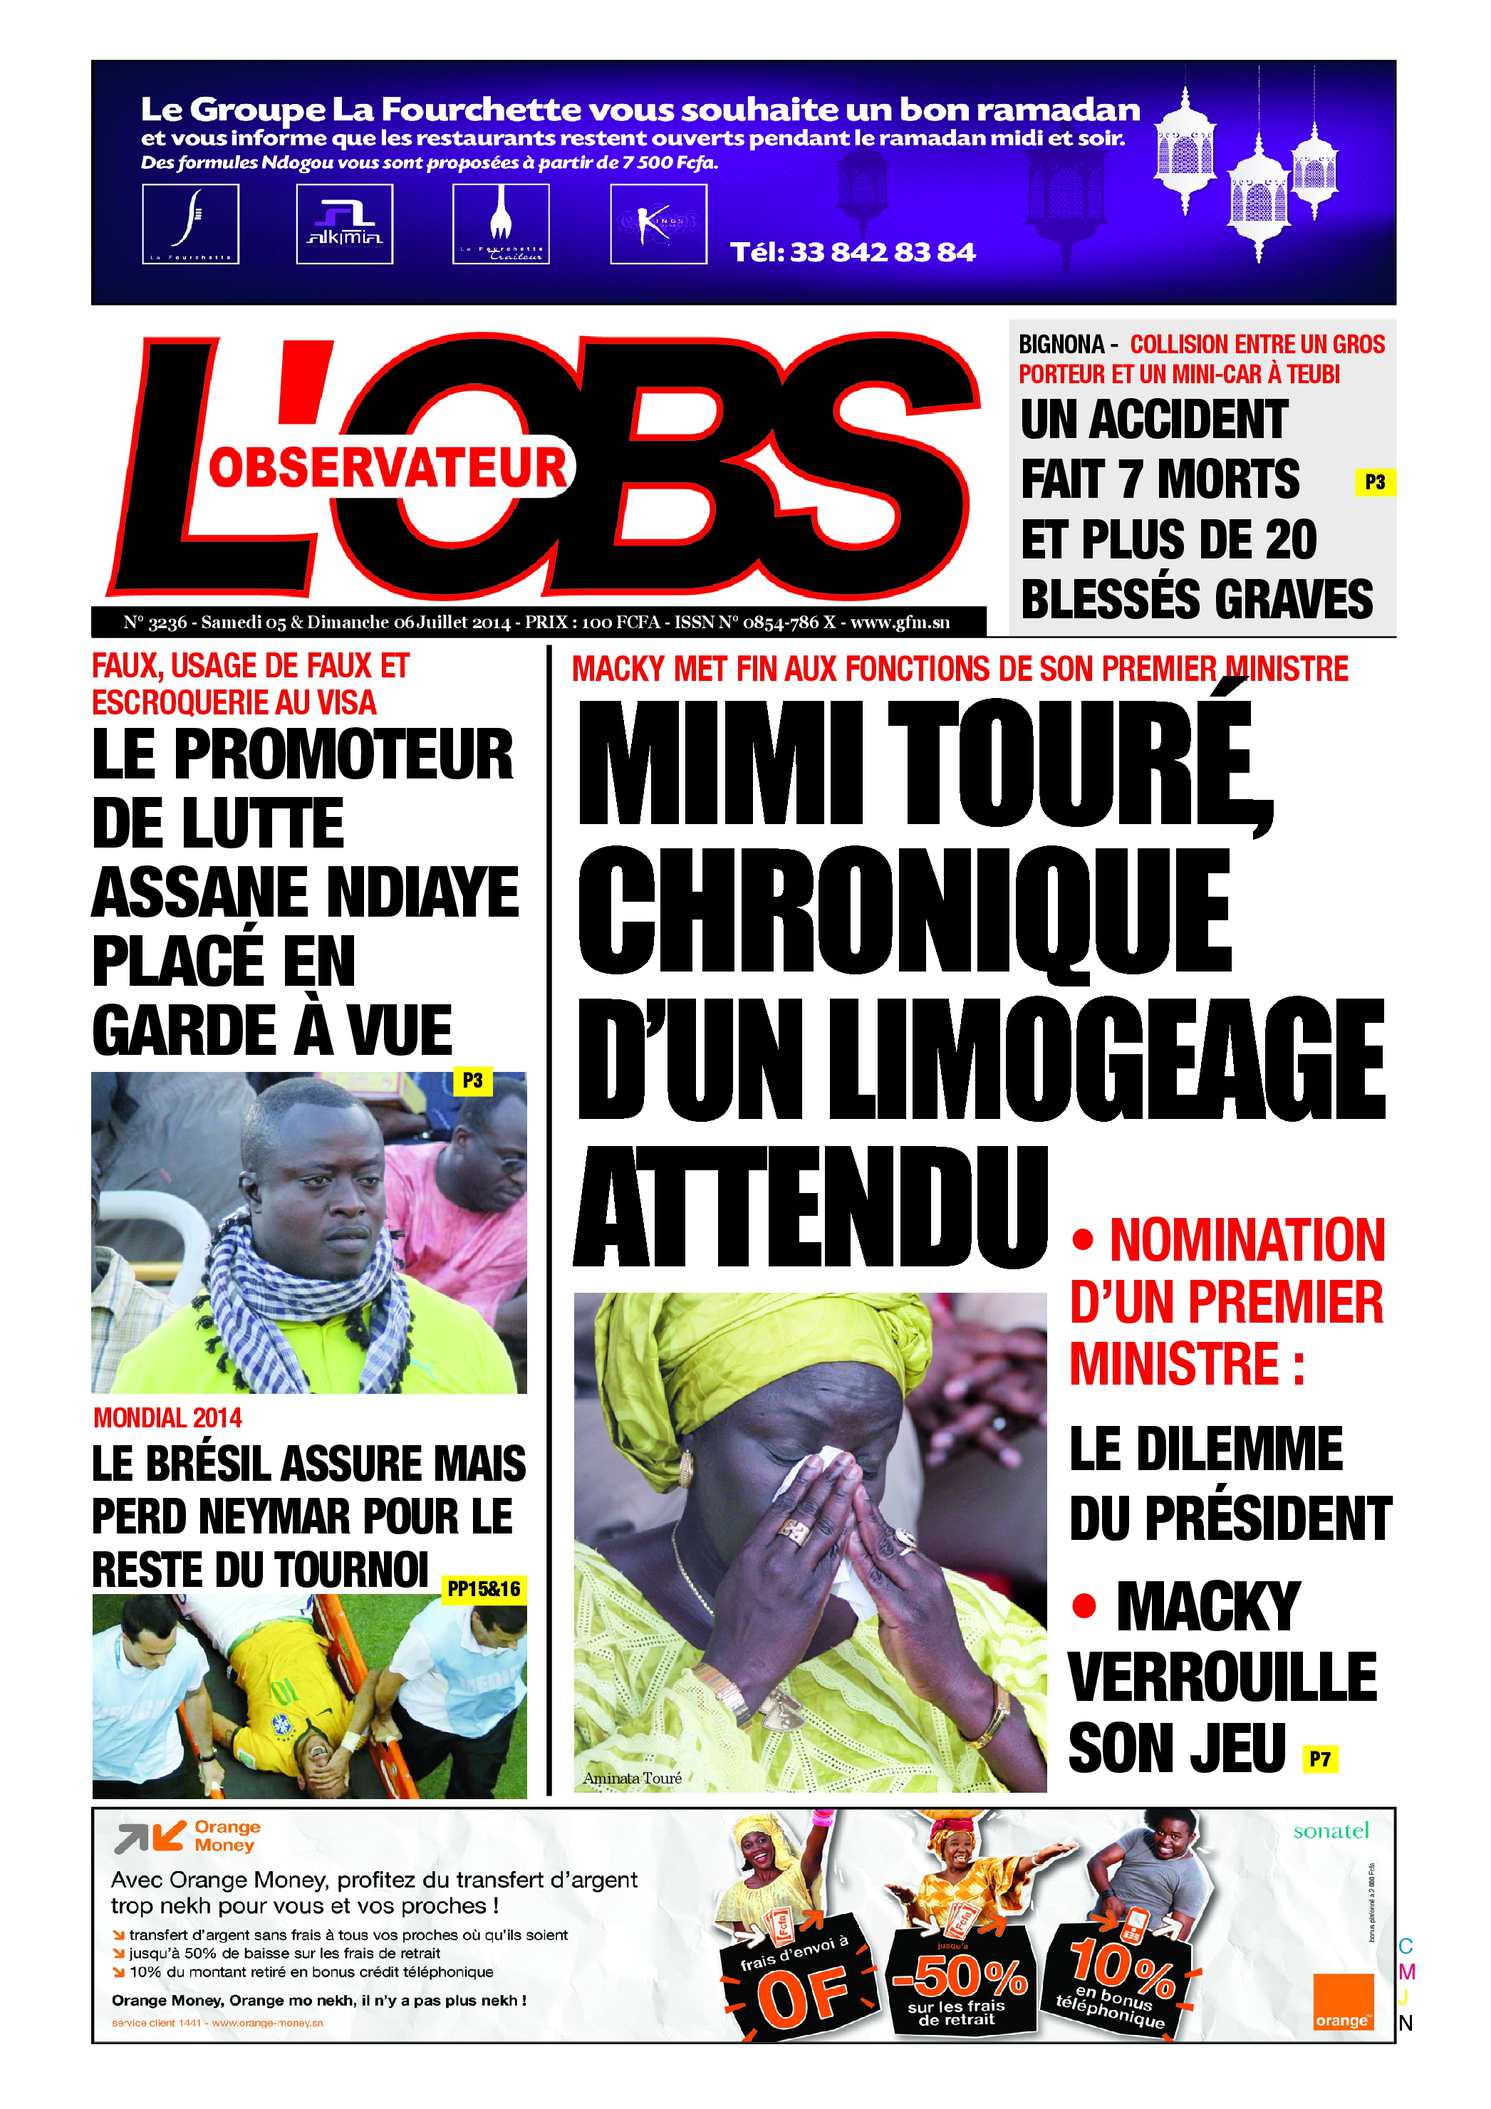 Le Groupe La Fourchette vous souhaite un bon ramadan
et vous informe que les restaurants restent ouverts pendant le ramadan midi et soir.
Des formules Ndogou vous sont proposées à partir de 7 500 Fcfa.
La Fourchette
alkimia
La Fourchette
Traiteur
Kings
Tél: 33 842 83 84
L'OBS
OBSERVATEUR
N° 3236 - Samedi 05 & Dimanche 06 Juillet 2014 - PRIX : 100 FCFA - ISSN N° 0854-786 X - www.gfm.sn
BIGNONA - COLLISION ENTRE UN GROS
PORTEUR ET UN MINI-CAR À TEUBI
UN ACCIDENT
FAIT 7 MORTS
ET PLUS DE 20
BLESSÉS GRAVES
P3
FAUX, USAGE DE FAUX ET
ESCROQUERIE AU VISA
LE PROMOTEUR
DE LUTTE
ASSANE NDIAYE
PLACÉ EN
GARDE À VUE
P3
MONDIAL 2014
LE BRÉSIL ASSURE MAIS
PERD NEYMAR POUR LE
RESTE DU TOURNOI
PP15&16
10
MACKY MET FIN AUX FONCTIONS DE SON PREMIER MINISTRE
MIMI TOURÉ,
CHRONIQUE
D'UN LIMOGEAGE
ATTENDU
• NOMINATION
D'UN PREMIER
MINISTRE :
LE DILEMME
DU PRÉSIDENT
• MACKY
VERROUILLE
SON JEU
P7
Aminata Touré
Orange
Money
Avec Orange Money, profitez du transfert d'argent
trop nekh pour vous et vos proches !
transfert d'argent sans frais à tous vos proches où qu'ils soient
jusqu'à 50% de baisse sur les frais de retrait
10% du montant retiré en bonus crédit téléphonique
Orange Money, Orange mo nekh, il n'y a pas plus nekh !
service client 1441 - www.orange-money.sn
Fcfa
frais d'envoi à
0F
Fcfa
jusqu'à
-50%
sur les frais
de retrait
10%
en bonus
téléphonique
sonatel
orange
C
M
J
N